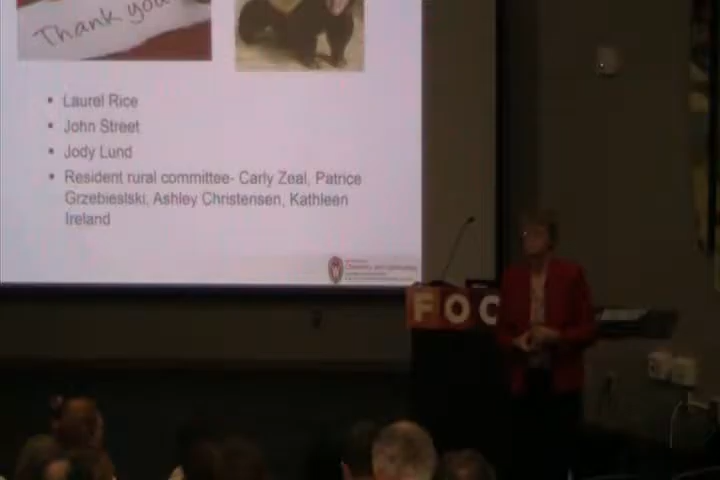 Thank you
Laurel Rice
John Street
Jody Lund
Resident rural committee- Carly Zeal, Patrice
Grzebieslski, Ashley Christensen, Kathleen
Ireland
W
FOC